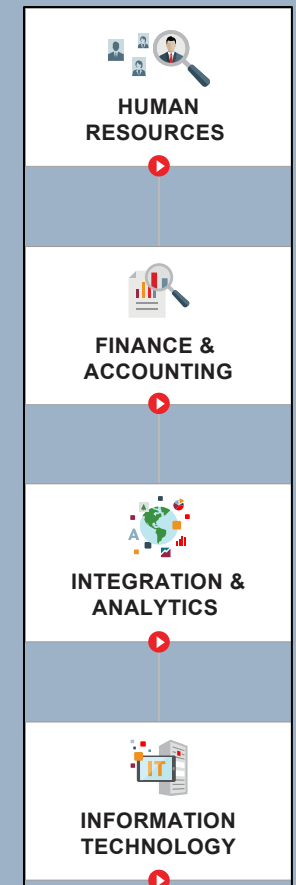 HUMAN
RESOURCES
FINANCE &
ACCOUNTING
A
INTEGRATION &
ANALYTICS
IT
INFORMATION
TECHNOLOGY